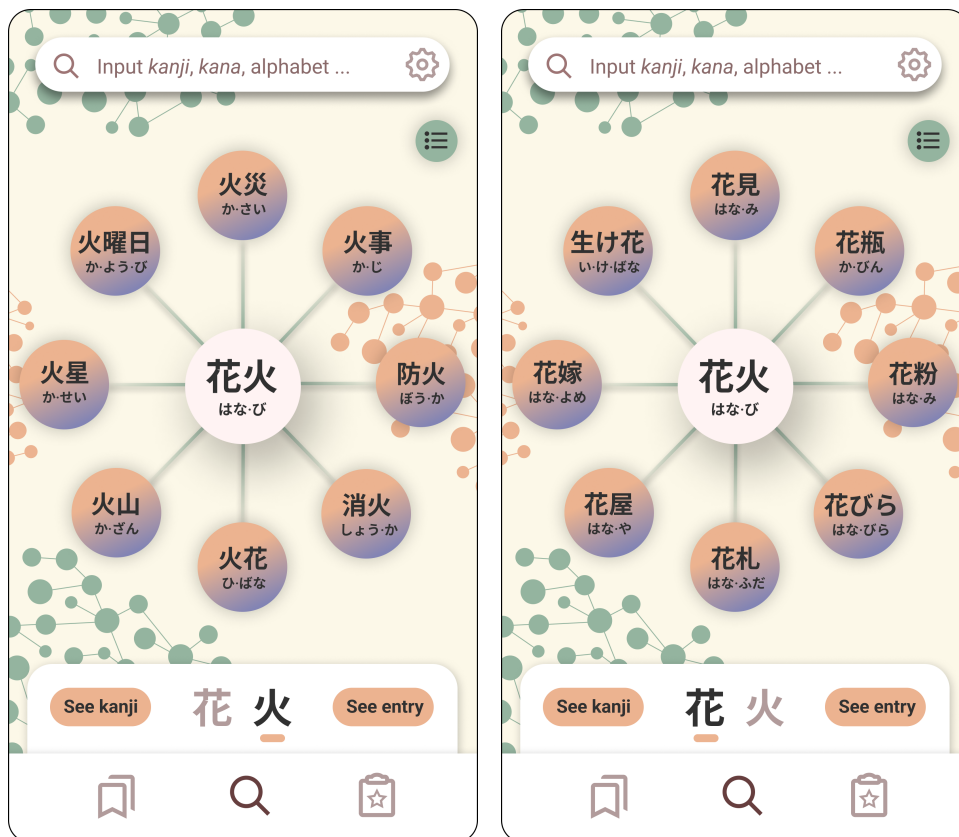 Input kanji, kana, alphabet ...
火災
か·さい
火曜日
か·よう·び
火事
か·じ
火星
か·せい
花火
はな·び
防火
ぼう·か
火山
か·ざん
消火
しょう·か
火花
ひ·ばな
See kanji
花 火
See entry
Input kanji, kana, alphabet ...
花見
はな·み
生け花
い·け·ばな
花瓶
か·びん
花嫁
はな·よめ
花火
はな·び
花粉
はな·み
花屋
はな·や
花びら
はな·びら
花札
はな·ふだ
See kanji
花 火
See entry